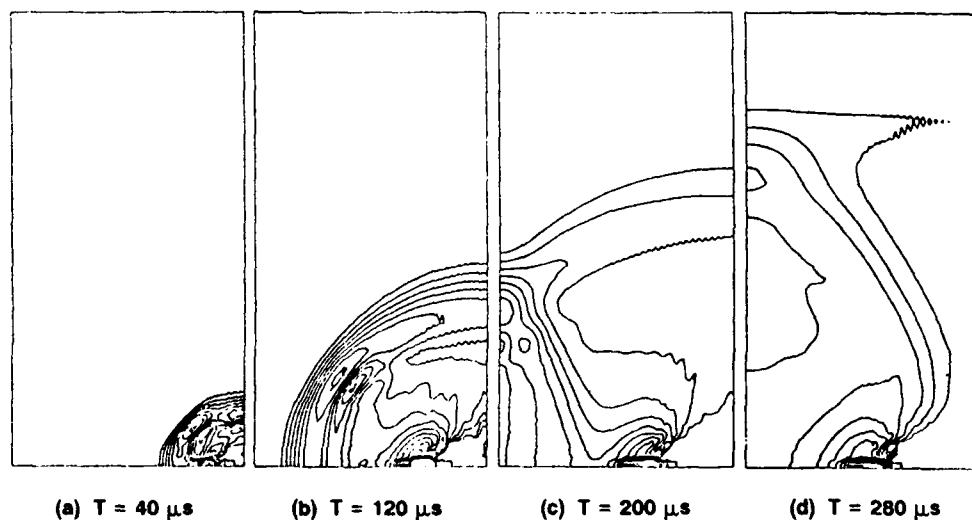 (a) T = 40 μs
(b) T = 120 μs
(c) T = 200 μs
(d) T = 280 μs